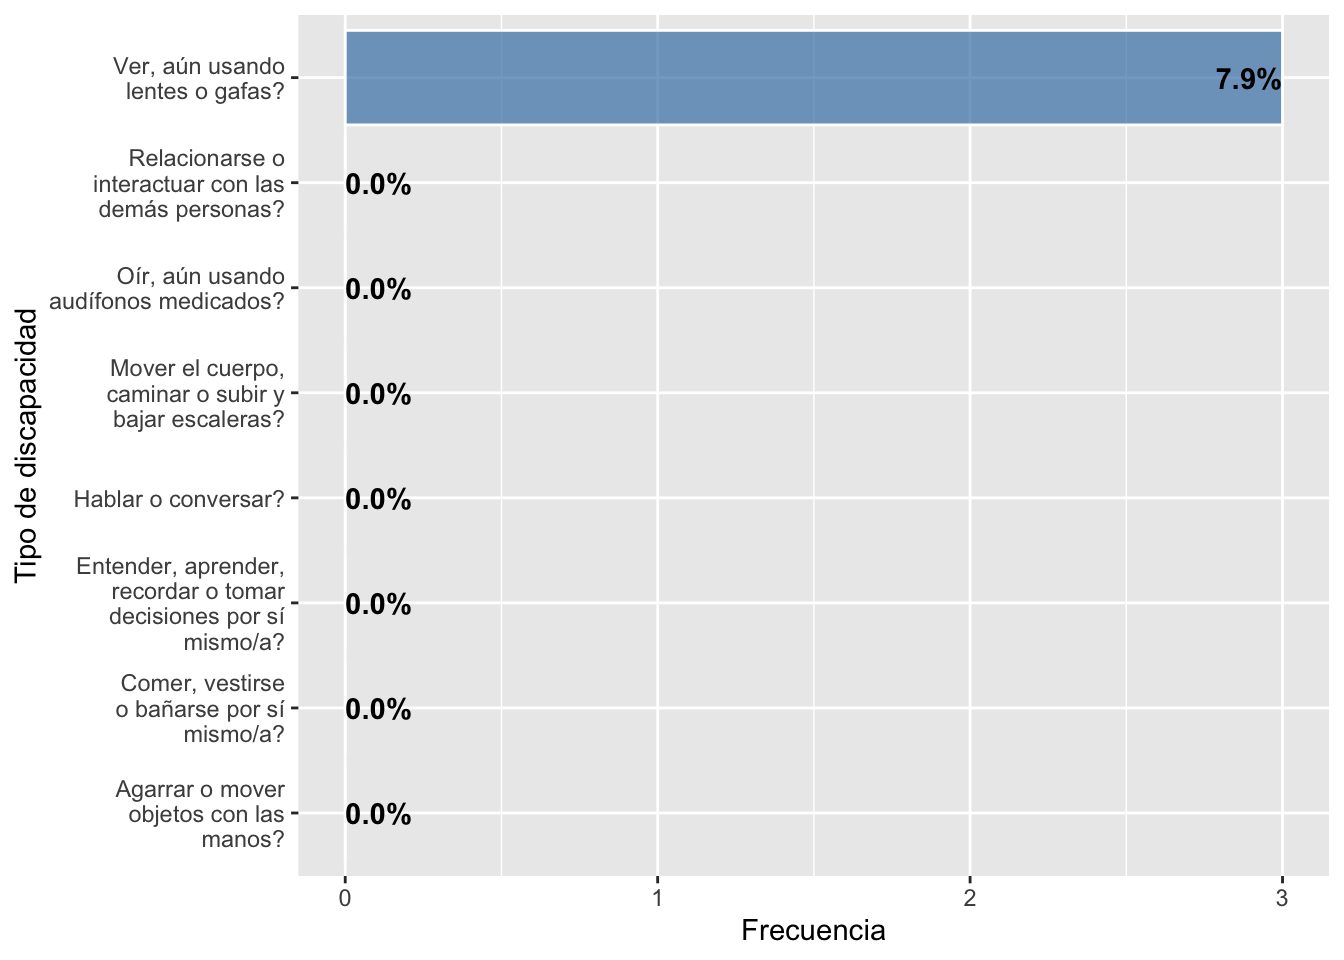 Ver, aún usando
lentes o gafas?
7.9%
Relacionarse o
interactuar con las
demás personas?
0.0%
Oír, aún usando
audífonos medicados?
0.0%
Mover el cuerpo,
caminar o subir y
bajar escaleras?
0.0%
Hablar o conversar?
0.0%
Entender, aprender,
recordar o tomar
decisiones por sí
mismo/a?
0.0%
Comer, vestirse
o bañarse por sí
mismo/a?
0.0%
Agarrar o mover
objetos con las
manos?
0.0%
Tipo de discapacidad
0 1 2 3
Frecuencia